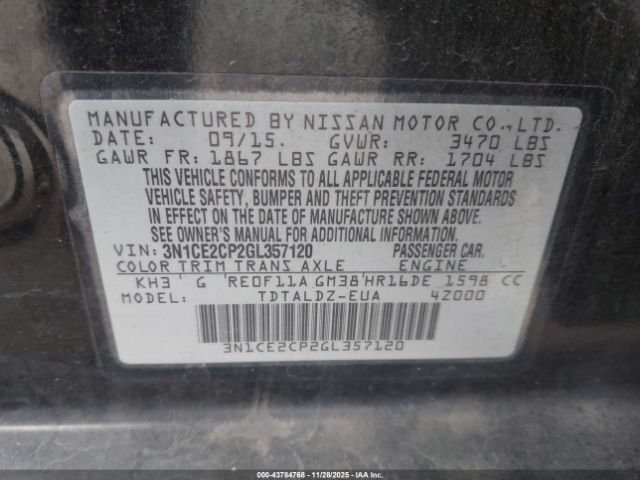 MANUFACTURED BY NISSAN MOTOR CO.,LTD.
DATE: 09/15. GVWR: 3470 LBS
GAWR FR: 1867 LBS GAWR RR: 1704 LBS
THIS VEHICLE CONFORMS TO ALL APPLICABLE FEDERAL MOTOR
VEHICLE SAFETY, BUMPER AND THEFT PREVENTION STANDARDS
IN EFFECT ON THE DATE OF MANUFACTURE SHOWN ABOVE.
SEE OWNER'S MANUAL FOR ADDITIONAL INFORMATION.
VIN: 3N1CE2CP2GL357120 PASSENGER CAR.
COLOR TRIM TRANS AXLE ENGINE
KH3 G RE0F11A GM38 HR16DE 1598 CC
MODEL: TDTALDZ-EUA 4Z000
3N1CE2CP2GL357120
000-43784768 - 11/28/2025 - IAAI.COM